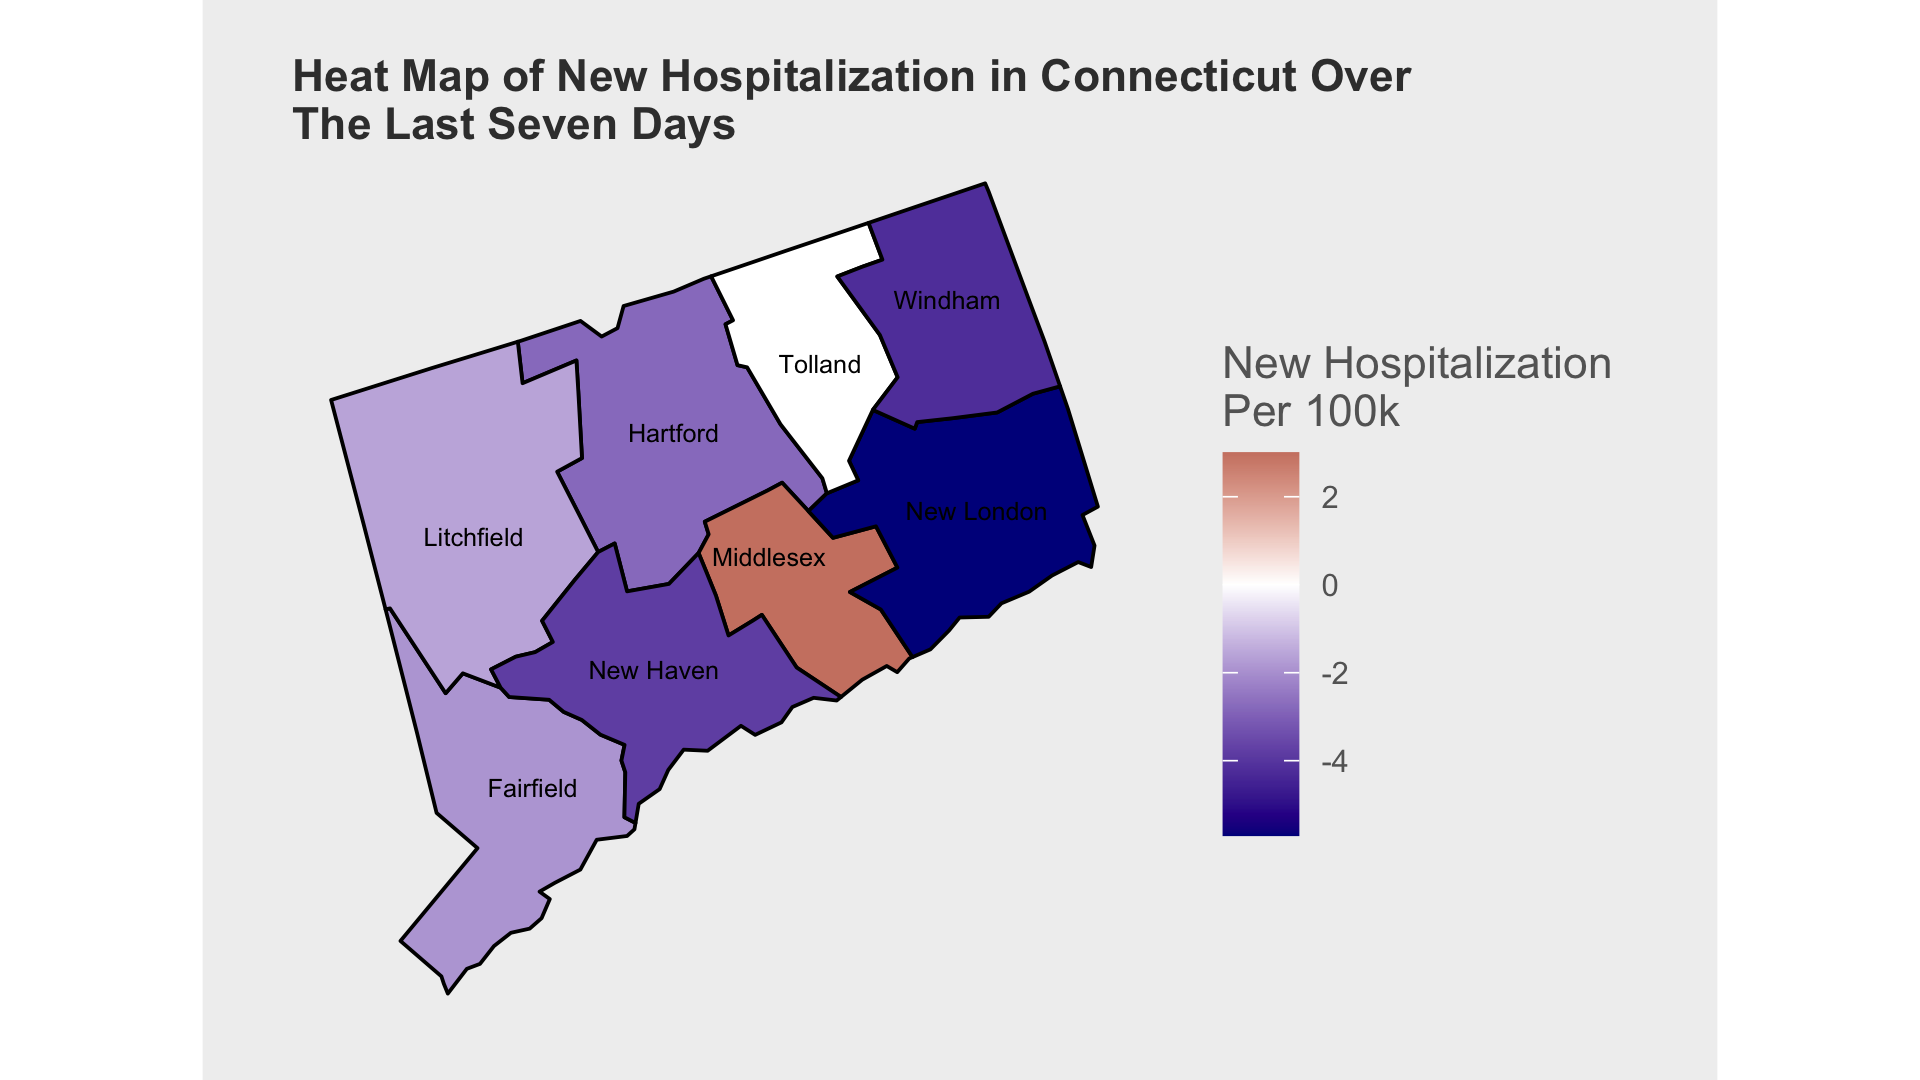 Heat Map of New Hospitalization in Connecticut Over
The Last Seven Days
Windham
Tolland
Hartford
New London
Litchfield
Middlesex
New Haven
Fairfield
New Hospitalization
Per 100k
2
0
-2
-4